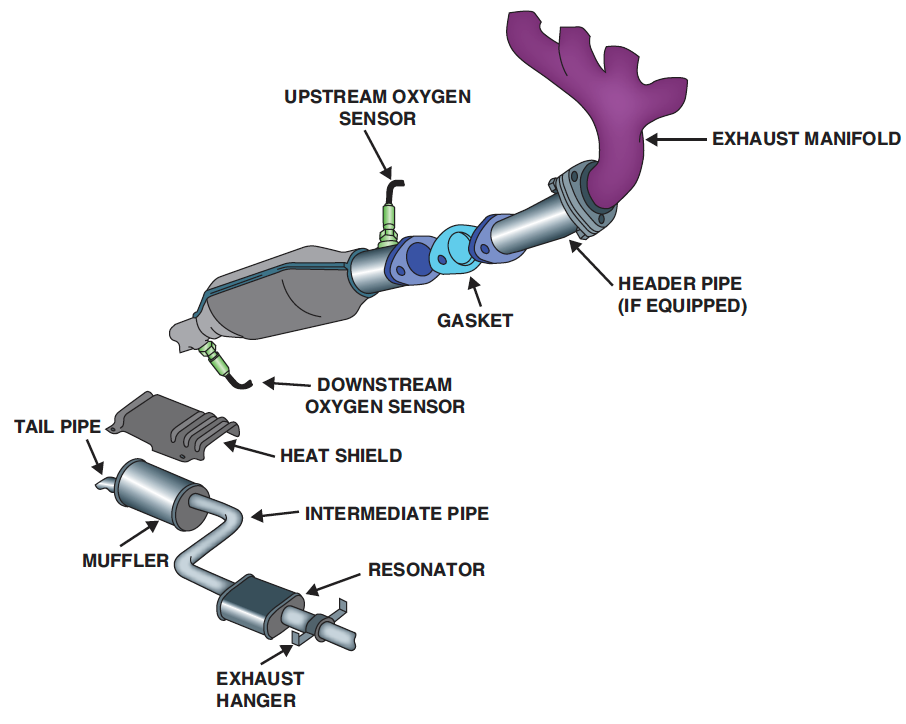 UPSTREAM OXYGEN
SENSOR
EXHAUST MANIFOLD
HEADER PIPE
(IF EQUIPPED)
GASKET
DOWNSTREAM
OXYGEN SENSOR
TAIL PIPE
HEAT SHIELD
INTERMEDIATE PIPE
MUFFLER
RESONATOR
EXHAUST
HANGER